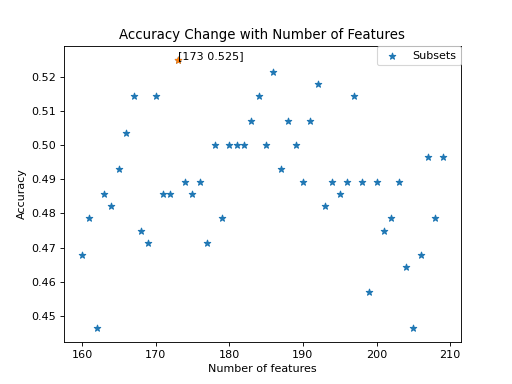 Accuracy Change with Number of Features
[173 0.525]
Subsets
0.52
0.51
0.50
0.49
0.48
0.47
0.46
0.45
Accuracy
160 170 180 190 200 210
Number of features